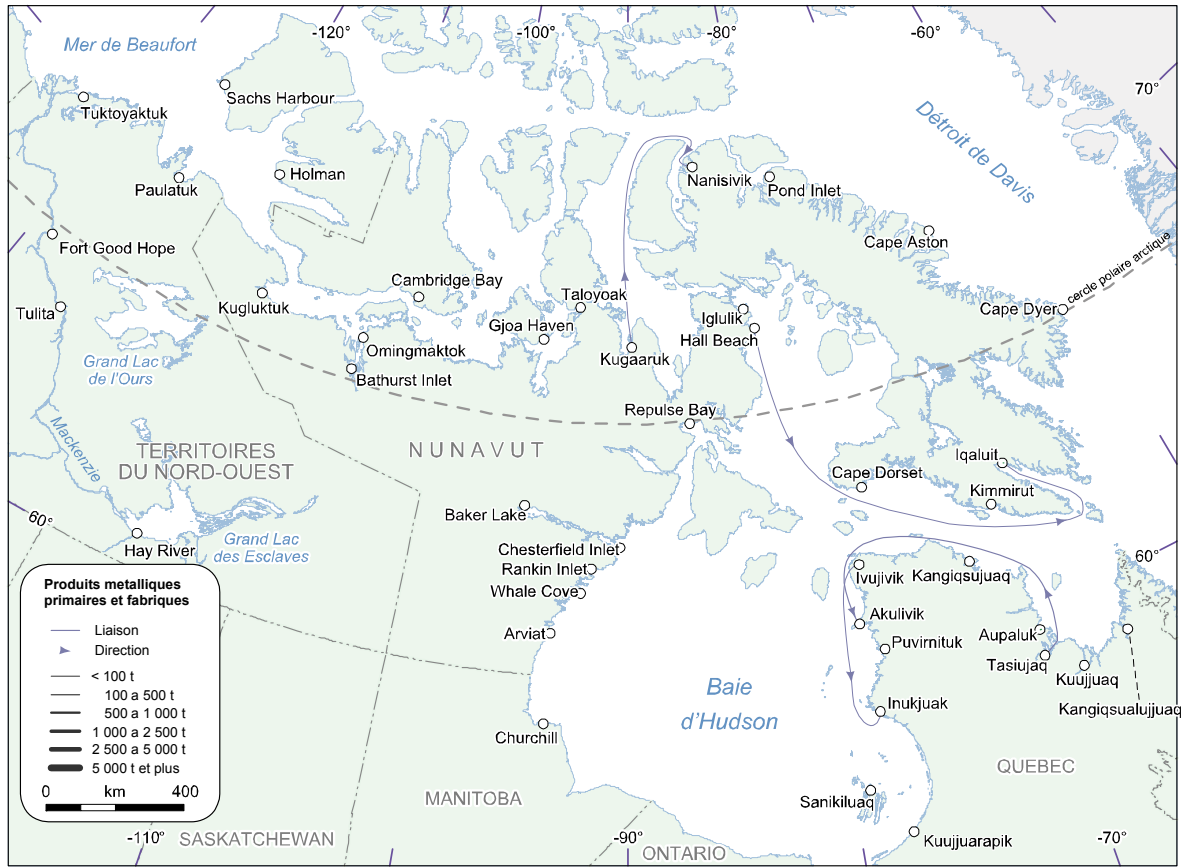 -120°
-100°
-80°
-60°
Mer de Beaufort
70°
Sachs Harbour
Tuktoyaktuk
Détroit de Davis
Holman
Nanisivik
Paulatuk
Pond Inlet
Cape Aston
Fort Good Hope
cercle polaire arctique
Cambridge Bay
Taloyoak
Kugluktuk
Tulita
Iglulik
Cape Dyer
Gjoa Haven
Hall Beach
Omingmaktok
Kugaaruk
Grand Lac
de l'Ours
Bathurst Inlet
Repulse Bay
Mackenzie
TERRITOIRES
DU NORD-OUEST
NUNAVUT
Iqaluit
Cape Dorset
Kimmirut
Baker Lake
60°
Grand Lac
des Esclaves
Hay River
Chesterfield Inlet
60°
Rankin Inlet
Ivujivik
Kangiqsujuaq
Whale Cove
Akulivik
Arviat
Aupaluk
Puvirnituk
Tasiujaq
Kuujjuaq
Baie
d'Hudson
Inukjuak
Kangiqsualujjuaq
Churchill
QUEBEC
MANITOBA
Sanikiluaq
Kuujjuarapik
-110°
SASKATCHEWAN
-90°
ONTARIO
-70°
Produits metalliques
primaires et fabriques
Liaison
Direction
< 100 t
100 a 500 t
500 a 1 000 t
1 000 a 2 500 t
2 500 a 5 000 t
5 000 t et plus
0 km 400